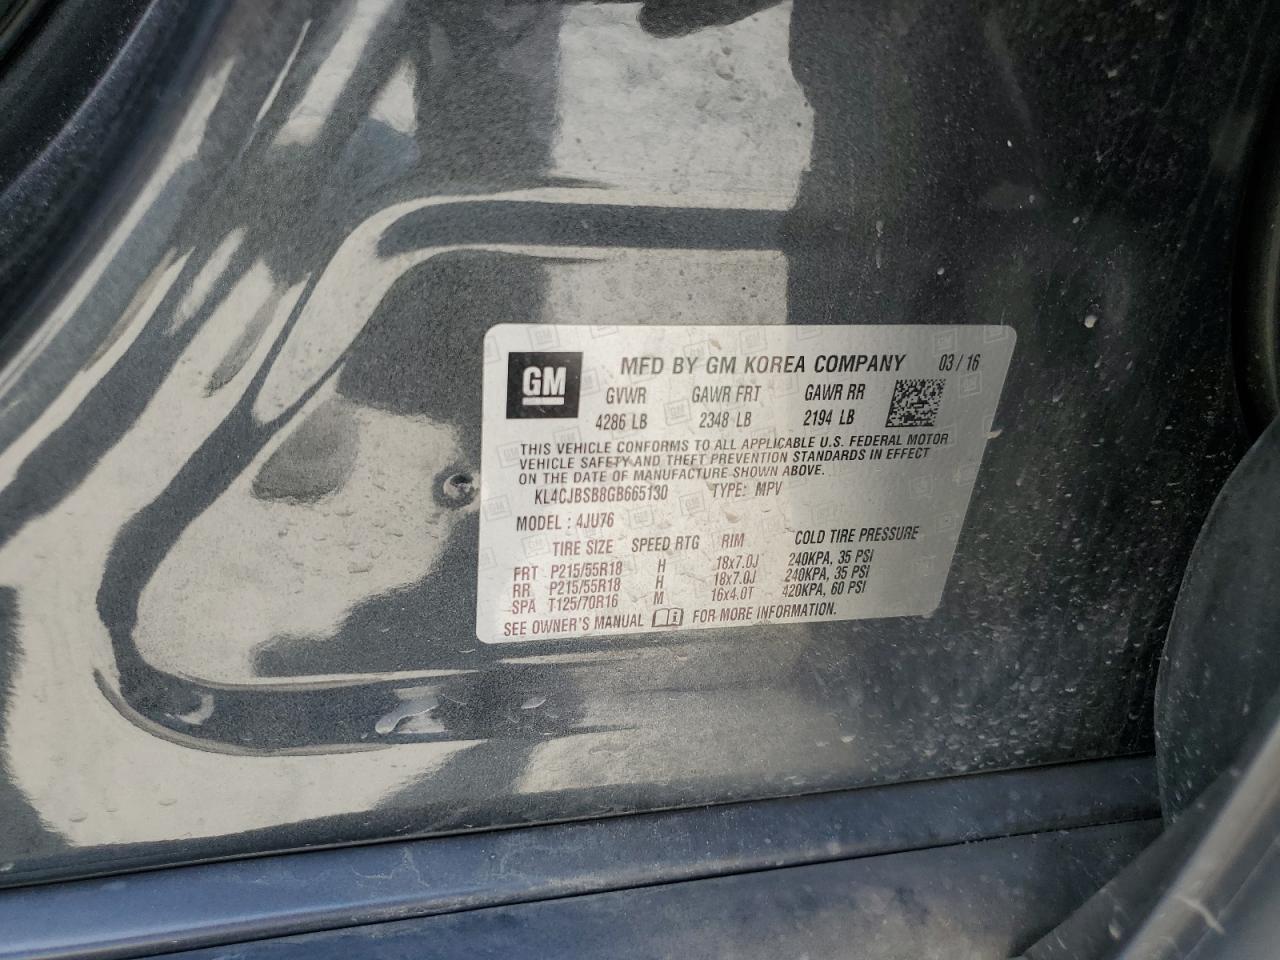 GM MFD BY GM KOREA COMPANY 03 / 16
GVWR GAWR FRT GAWR RR
4286 LB 2348 LB 2194 LB
THIS VEHICLE CONFORMS TO ALL APPLICABLE U.S. FEDERAL MOTOR
VEHICLE SAFETY AND THEFT PREVENTION STANDARDS IN EFFECT
ON THE DATE OF MANUFACTURE SHOWN ABOVE.
KL4CJBSB8GB665130 TYPE: MPV
MODEL : 4JU76
TIRE SIZE SPEED RTG RIM COLD TIRE PRESSURE
FRT P215/55R18 H 18x7.0J 240KPA, 35 PSI
RR P215/55R18 H 18x7.0J 240KPA, 35 PSI
SPA T125/70R16 M 16x4.0T 420KPA, 60 PSI
SEE OWNER'S MANUAL FOR MORE INFORMATION.